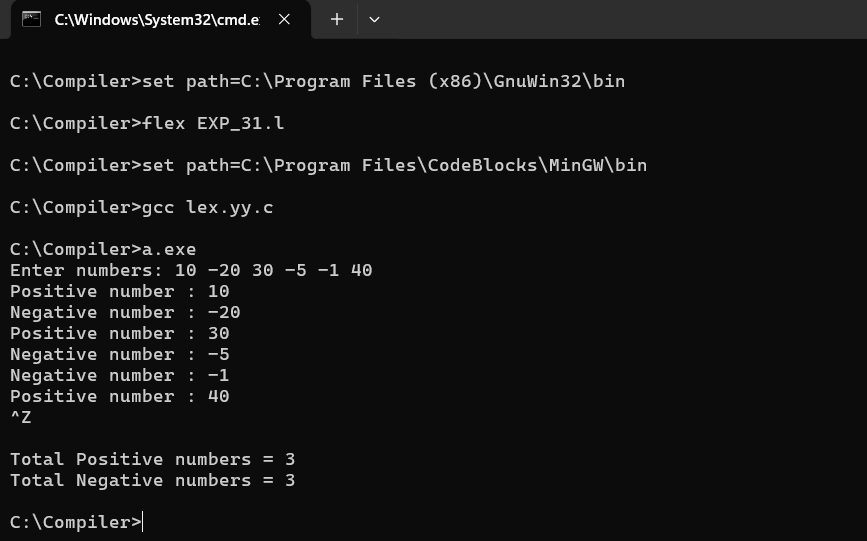 C:\Windows\System32\cmd.e
C:\Compiler>set path=C:\Program Files (x86)\GnuWin32\bin
C:\Compiler>flex EXP_31.l
C:\Compiler>set path=C:\Program Files\CodeBlocks\MinGW\bin
C:\Compiler>gcc lex.yy.c
C:\Compiler>a.exe
Enter numbers: 10 -20 30 -5 -1 40
Positive number : 10
Negative number : -20
Positive number : 30
Negative number : -5
Negative number : -1
Positive number : 40
^Z
Total Positive numbers = 3
Total Negative numbers = 3
C:\Compiler>